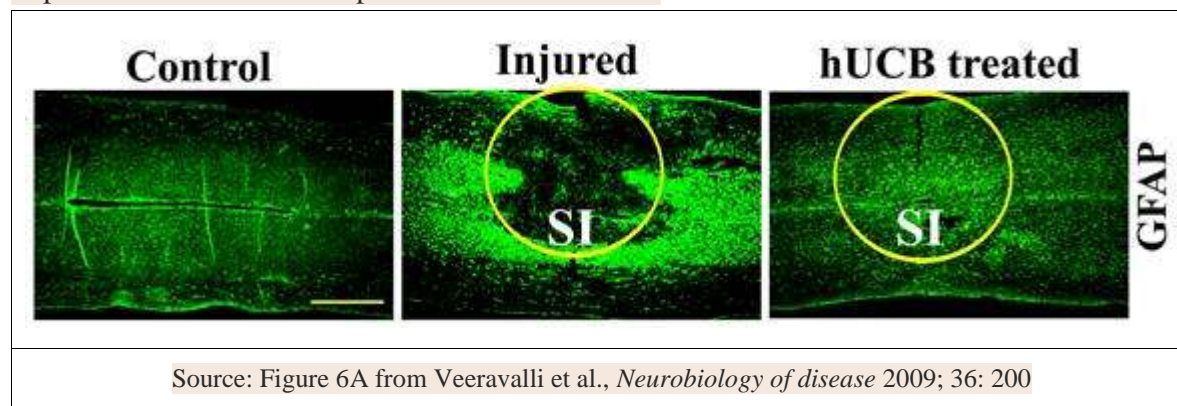 Control
Injured
hUCB treated
SI
SI
GFAP
Source: Figure 6A from Veeravalli et al., Neurobiology of disease 2009; 36: 200